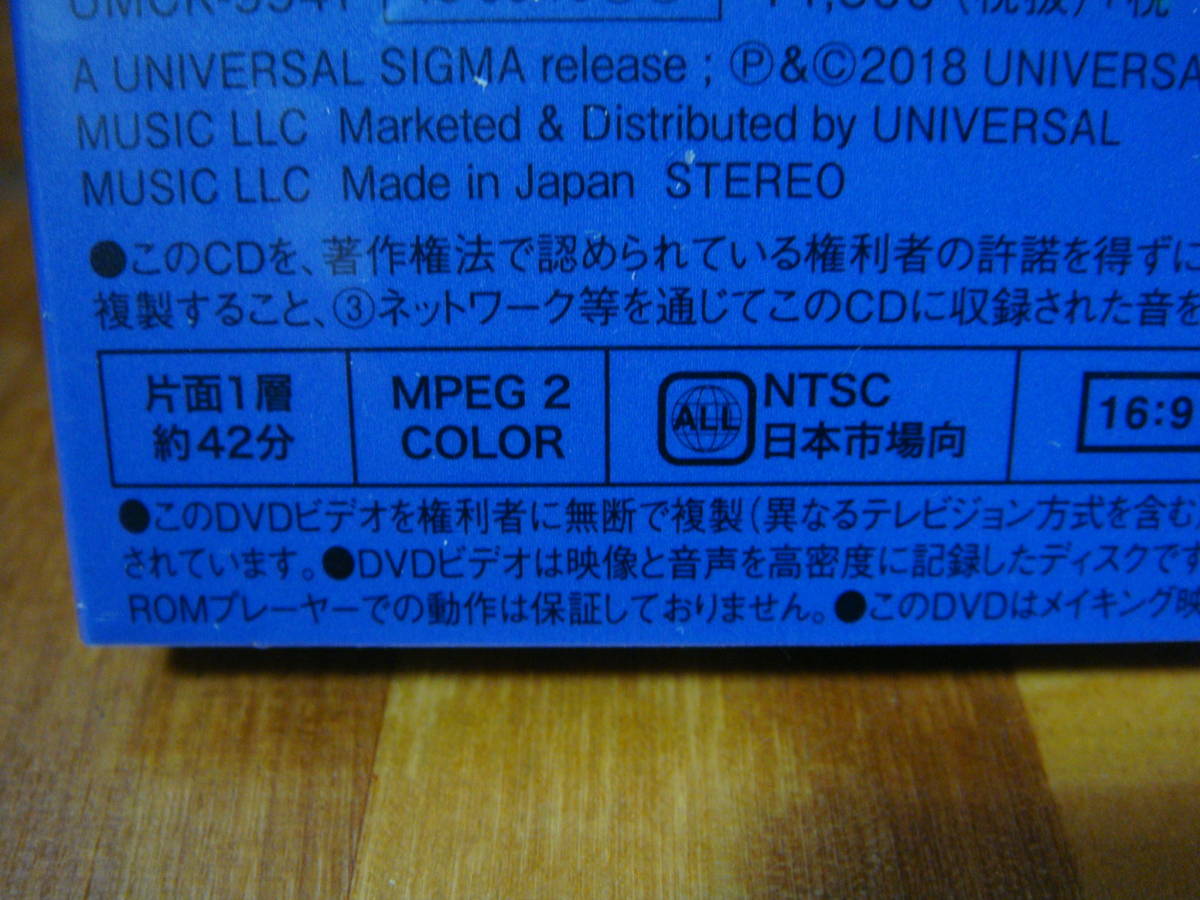 A UNIVERSAL SIGMA release ; Ⓟ&Ⓒ2018 UNIVERSA
MUSIC LLC Marketed & Distributed by UNIVERSAL
MUSIC LLC Made in Japan STEREO
●このCDを、著作権法で認められている権利者の許諾を得ずに
複製すること、③ネットワーク等を通じてこのCDに収録された音を
片面1層
約42分
MPEG 2
COLOR
ALL
NTSC
日本市場向
16:9
●このDVDビデオを権利者に無断で複製(異なるテレビジョン方式を含む
されています。●DVDビデオは映像と音声を高密度に記録したディスクです
ROMプレーヤーでの動作は保証しておりません。●このDVDはメイキング映